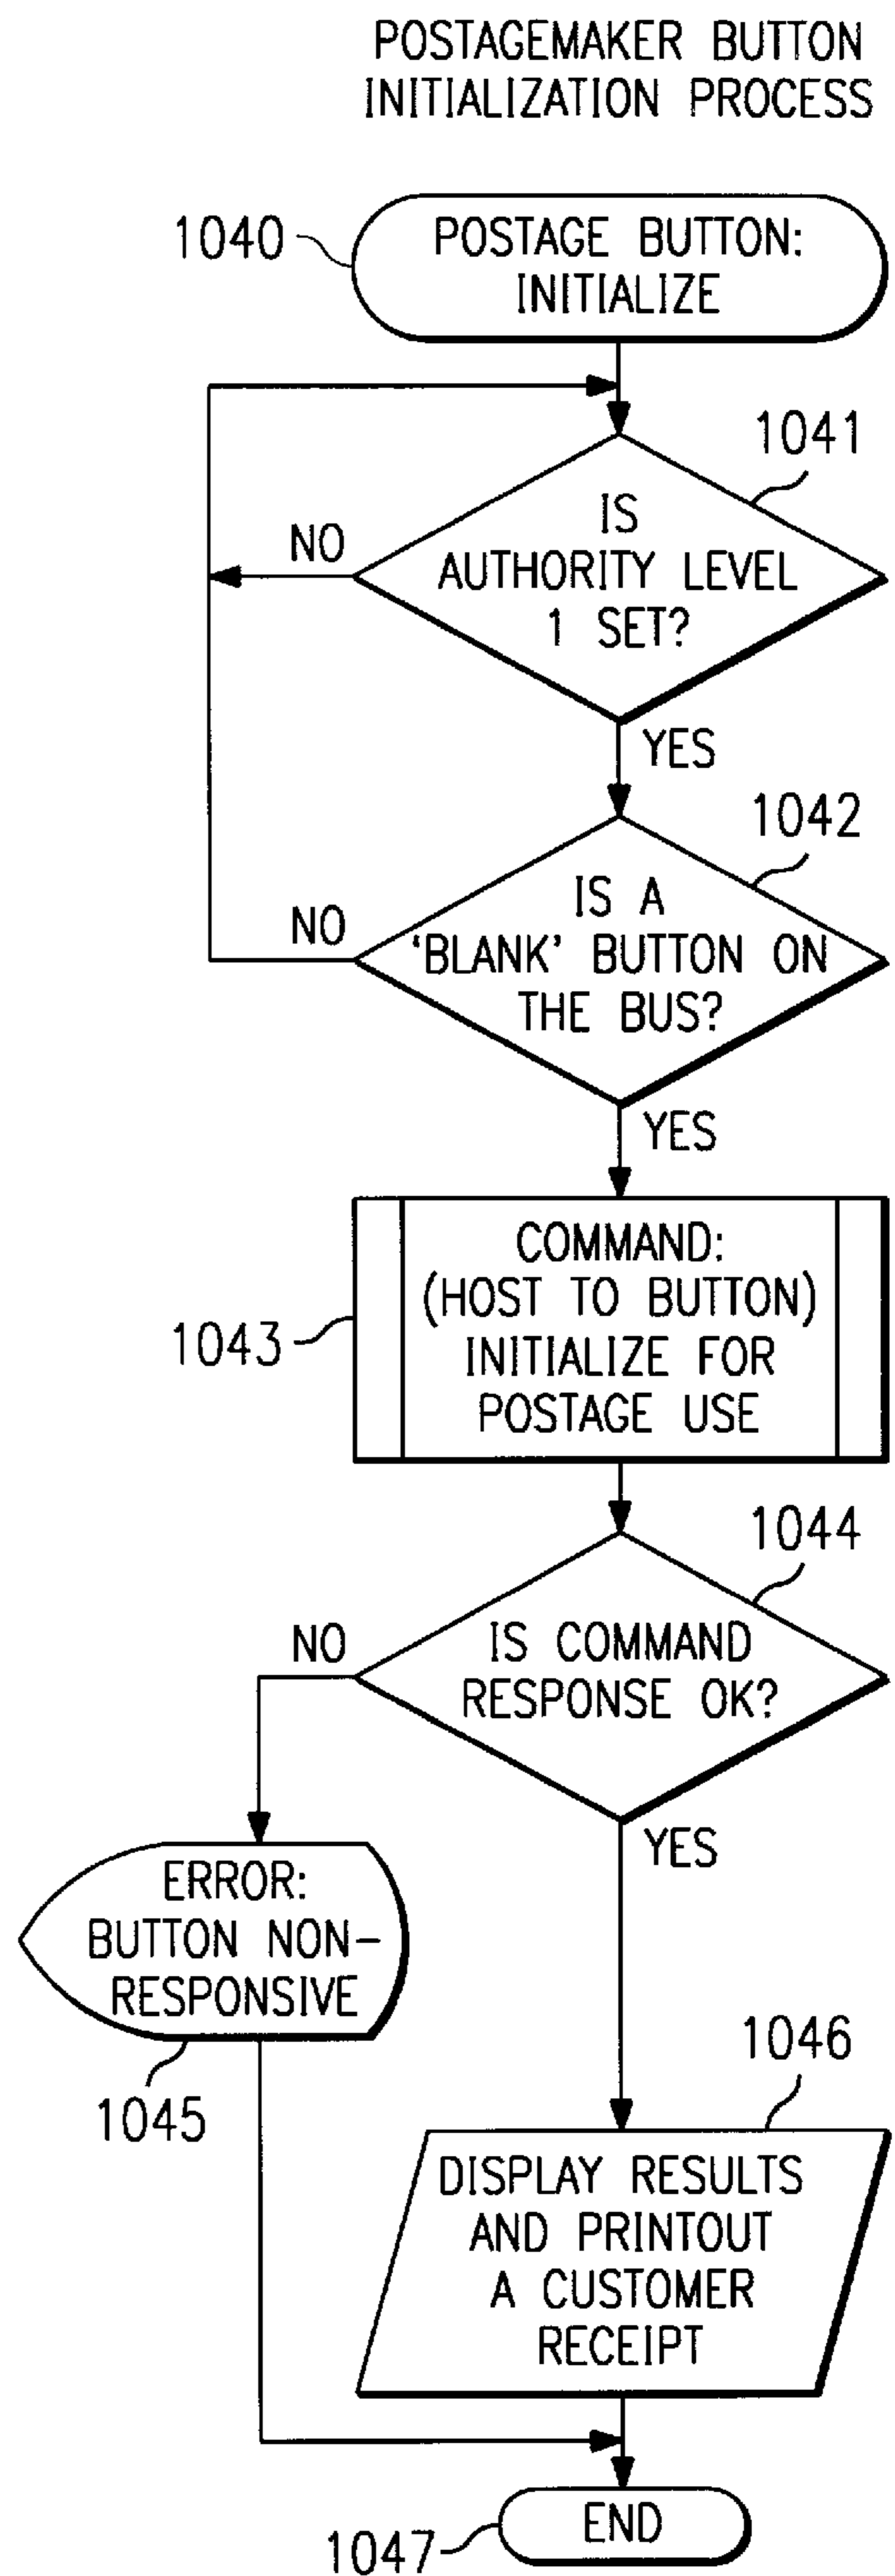 POSTAGEMAKER BUTTON
INITIALIZATION PROCESS
1040
POSTAGE BUTTON:
INITIALIZE
1041
IS
AUTHORITY LEVEL
1 SET?
NO
YES
1042
IS A
'BLANK' BUTTON ON
THE BUS?
NO
YES
COMMAND:
(HOST TO BUTTON)
INITIALIZE FOR
POSTAGE USE
1043
1044
IS COMMAND
RESPONSE OK?
NO
YES
ERROR:
BUTTON NON-
RESPONSIVE
1045
1046
DISPLAY RESULTS
AND PRINTOUT
A CUSTOMER
RECEIPT
END
1047